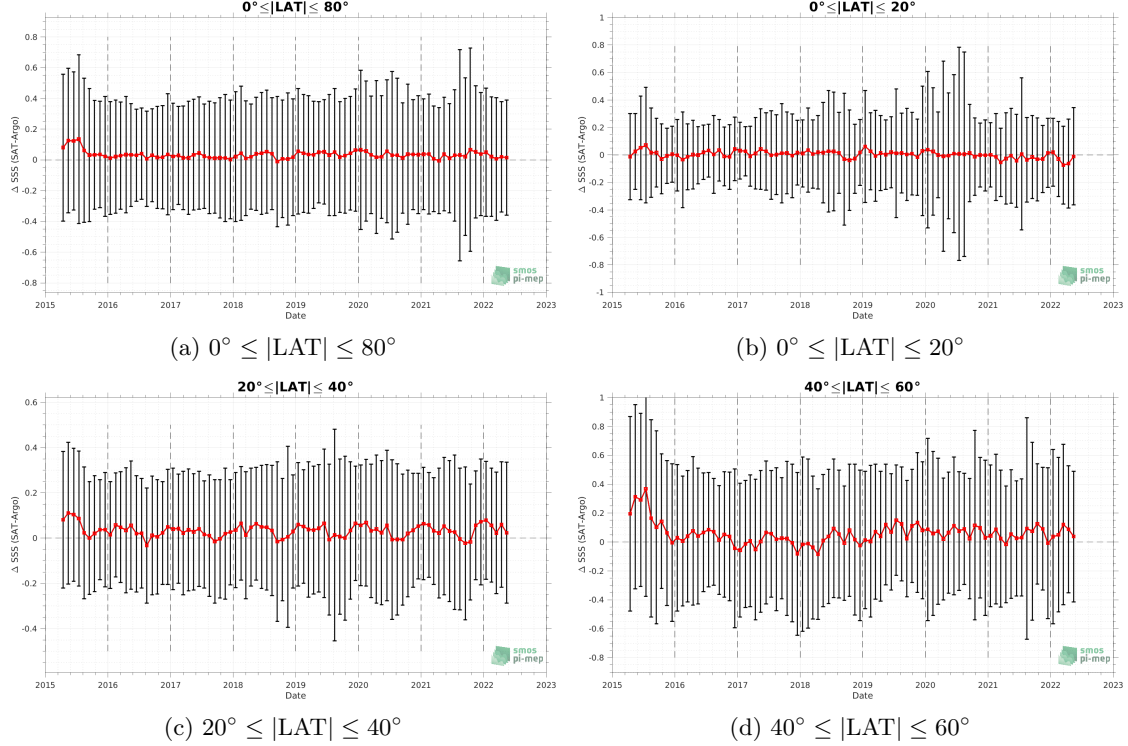 0°≤|LAT|≤ 80°
0.8
0.6
0.4
0.2
0
-0.2
-0.4
-0.6
-0.8
Δ SSS (SAT-Argo)
2015 2016 2017 2018 2019 2020 2021 2022 2023
Date
smos
pi-mep
(a) 0° ≤ |LAT| ≤ 80°
0°≤|LAT|≤ 20°
1
0.8
0.6
0.4
0.2
0
-0.2
-0.4
-0.6
-0.8
-1
Δ SSS (SAT-Argo)
2015 2016 2017 2018 2019 2020 2021 2022 2023
Date
smos
pi-mep
(b) 0° ≤ |LAT| ≤ 20°
20°≤|LAT|≤ 40°
0.6
0.4
0.2
0
-0.2
-0.4
Δ SSS (SAT-Argo)
2015 2016 2017 2018 2019 2020 2021 2022 2023
Date
smos
pi-mep
(c) 20° ≤ |LAT| ≤ 40°
40°≤|LAT|≤ 60°
1
0.8
0.6
0.4
0.2
0
-0.2
-0.4
-0.6
-0.8
Δ SSS (SAT-Argo)
2015 2016 2017 2018 2019 2020 2021 2022 2023
Date
smos
pi-mep
(d) 40° ≤ |LAT| ≤ 60°